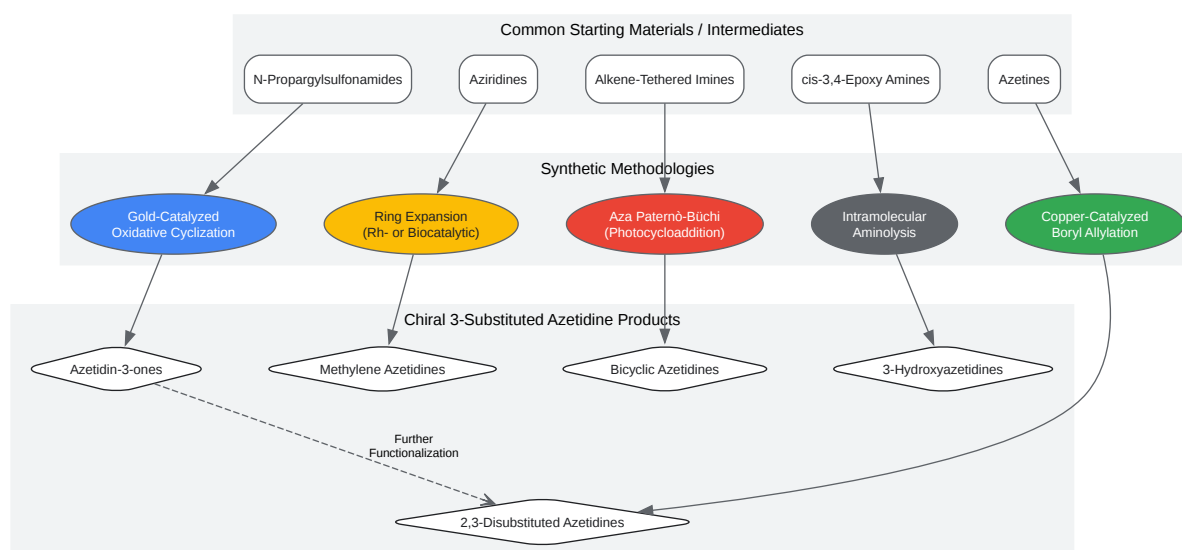 Common Starting Materials / Intermediates
N-Propargylsulfonamides
Aziridines
Alkene-Tethered Imines
cis-3,4-Epoxy Amines
Azetines
Synthetic Methodologies
Gold-Catalyzed
Oxidative Cyclization
Ring Expansion
(Rh- or Biocatalytic)
Aza Paternò-Büchi
(Photocycloaddition)
Intramolecular
Aminolysis
Copper-Catalyzed
Boryl Allylation
Chiral 3-Substituted Azetidine Products
Azetidin-3-ones
Methylene Azetidines
Bicyclic Azetidines
3-Hydroxyazetidines
Further
Functionalization
2,3-Disubstituted Azetidines